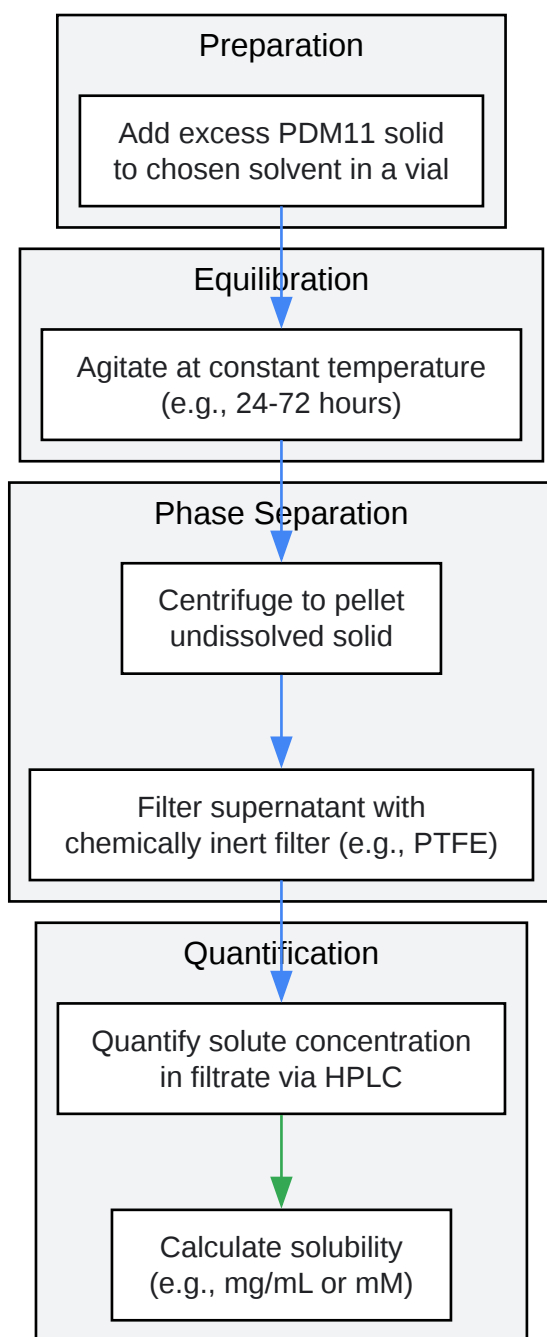 Preparation
Add excess PDM11 solid
to chosen solvent in a vial
Equilibration
Agitate at constant temperature
(e.g., 24-72 hours)
Phase Separation
Centrifuge to pellet
undissolved solid
Filter supernatant with
chemically inert filter (e.g., PTFE)
Quantification
Quantify solute concentration
in filtrate via HPLC
Calculate solubility
(e.g., mg/mL or mM)